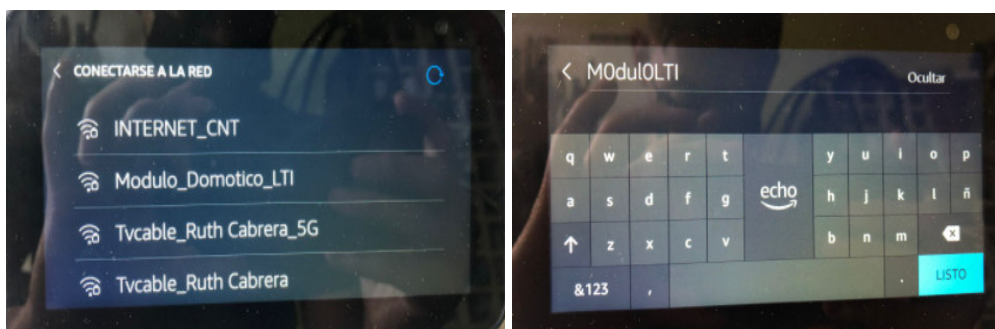 CONECTARSE A LA RED
INTERNET_CNT
Modulo_Domotico_LTI
Tvcable_Ruth Cabrera_5G
Tvcable_Ruth Cabrera
M0dul0LTI
Ocultar
q w e r t y u i o p
a s d f g echo h j k l ñ
z x c v b n m
&123 , . LISTO